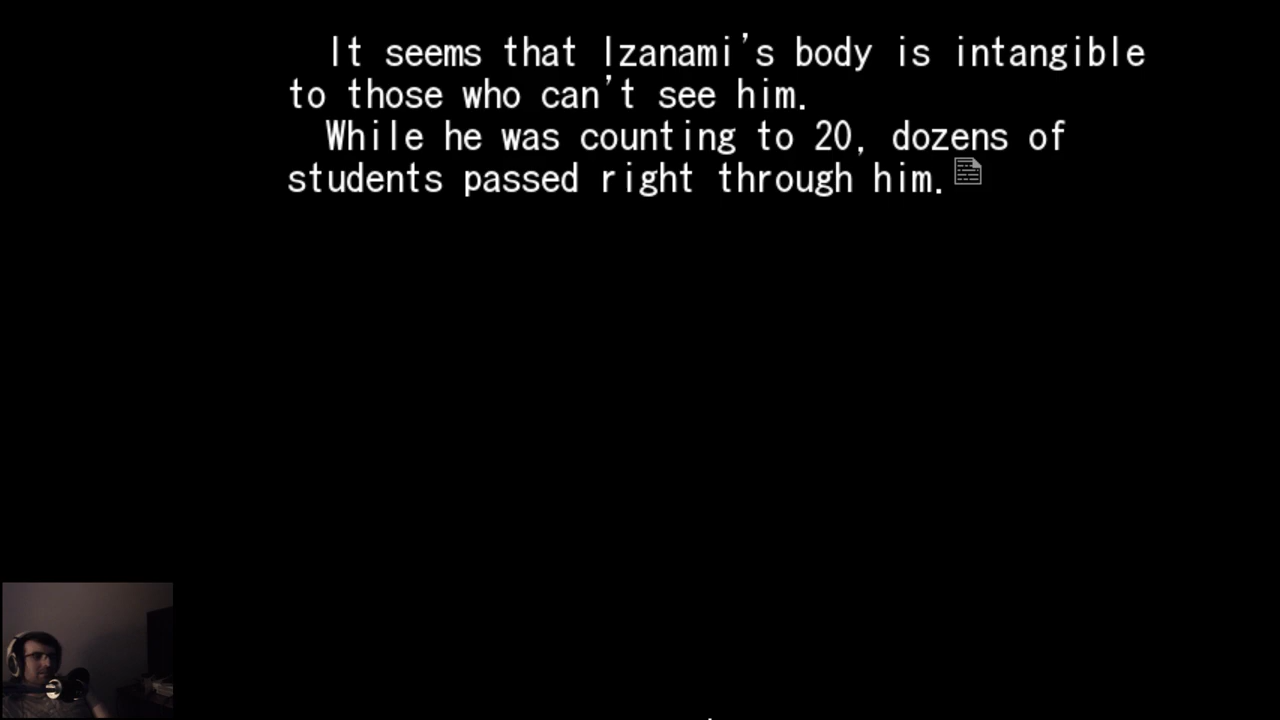 It seems that Izanami's body is intangible
to those who can't see him.
While he was counting to 20, dozens of
students passed right through him.